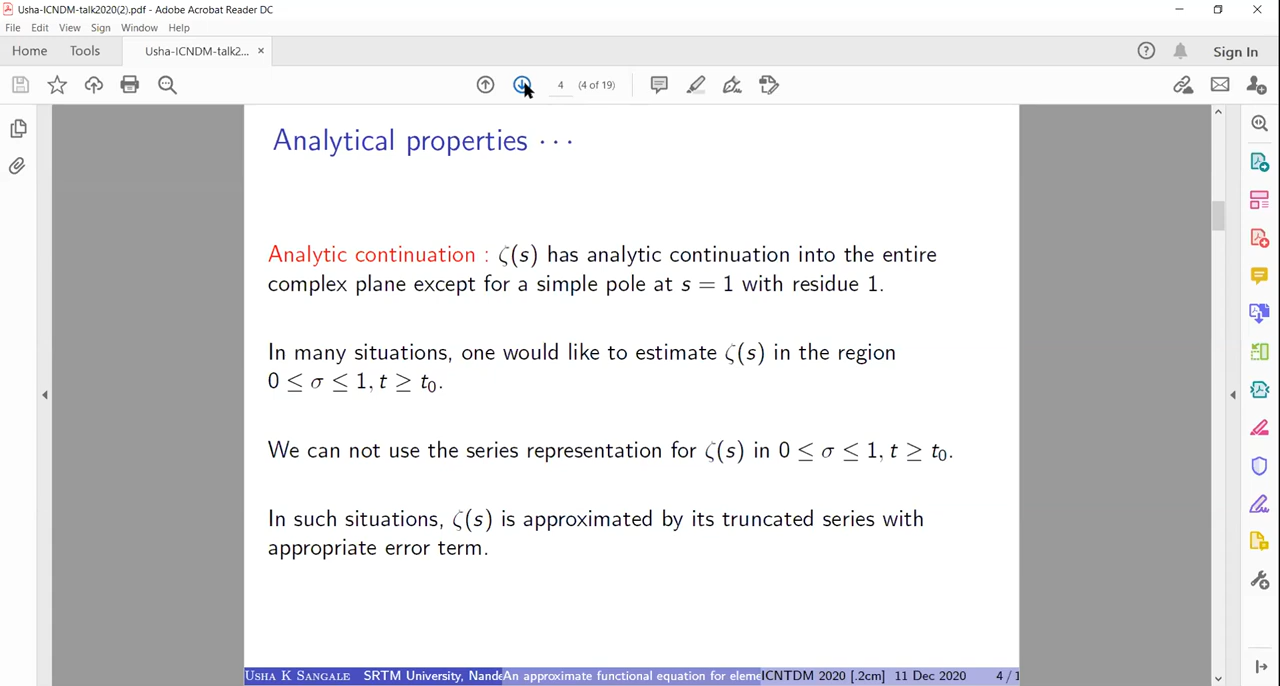 Usha-ICNDM-talk2020(2).pdf - Adobe Acrobat Reader DC
File Edit View Sign Window Help
Home Tools Usha-ICNDM-talk2... × Sign In
4 (4 of 19)
Analytical properties ···
Analytic continuation : ζ(s) has analytic continuation into the entire
complex plane except for a simple pole at s = 1 with residue 1.
In many situations, one would like to estimate ζ(s) in the region
0 ≤ σ ≤ 1, t ≥ t₀.
We can not use the series representation for ζ(s) in 0 ≤ σ ≤ 1, t ≥ t₀.
In such situations, ζ(s) is approximated by its truncated series with
appropriate error term.
Usha K Sangale SRTM University, Nande An approximate functional equation for eleme ICNTDM 2020 [.2cm] 11 Dec 2020 4 / 1